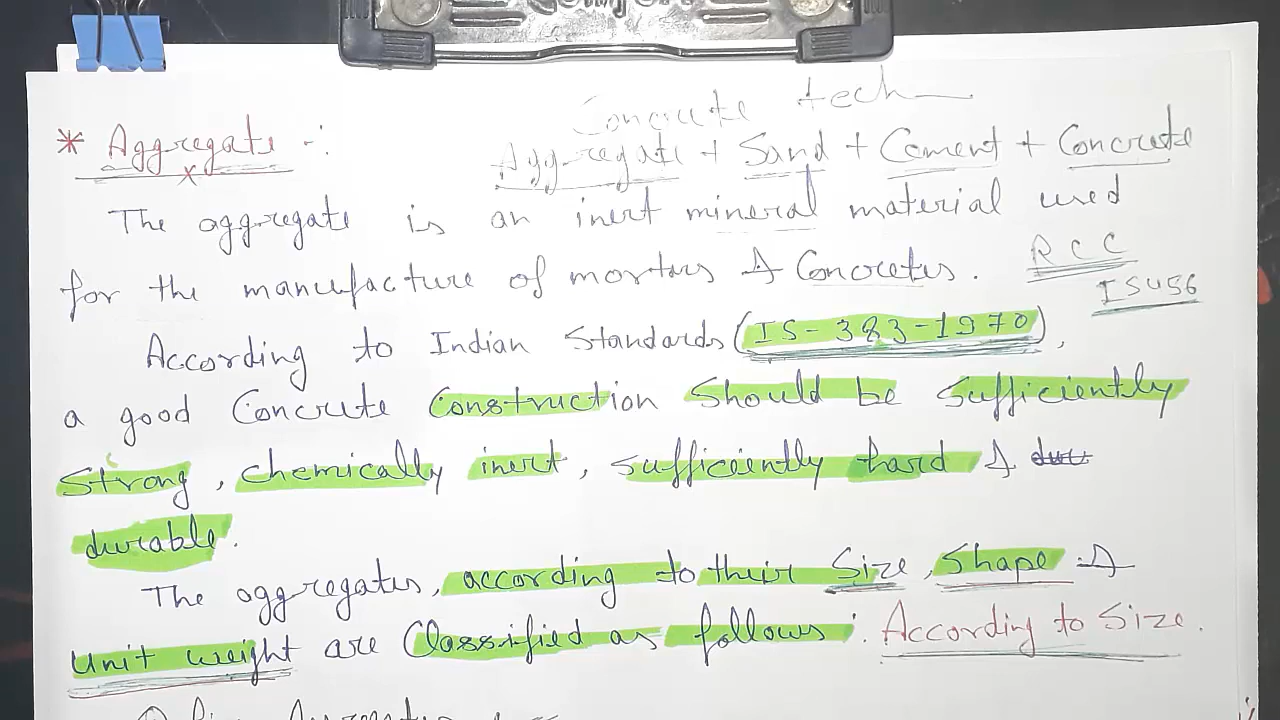 Concrete tech
* Aggregate -:
Aggregate + Sand + Cement + Concrete
The aggregate is an inert mineral material used
for the manufacture of mortars & Concretes.
RCC
IS456
According to Indian Standards (IS-383-1970),
a good Concrete Construction Should be Sufficiently
Strong, chemically inert, sufficiently hard &
durable.
The aggregates, according to their Size, Shape &
Unit weight are Classified as follows:
According to Size.